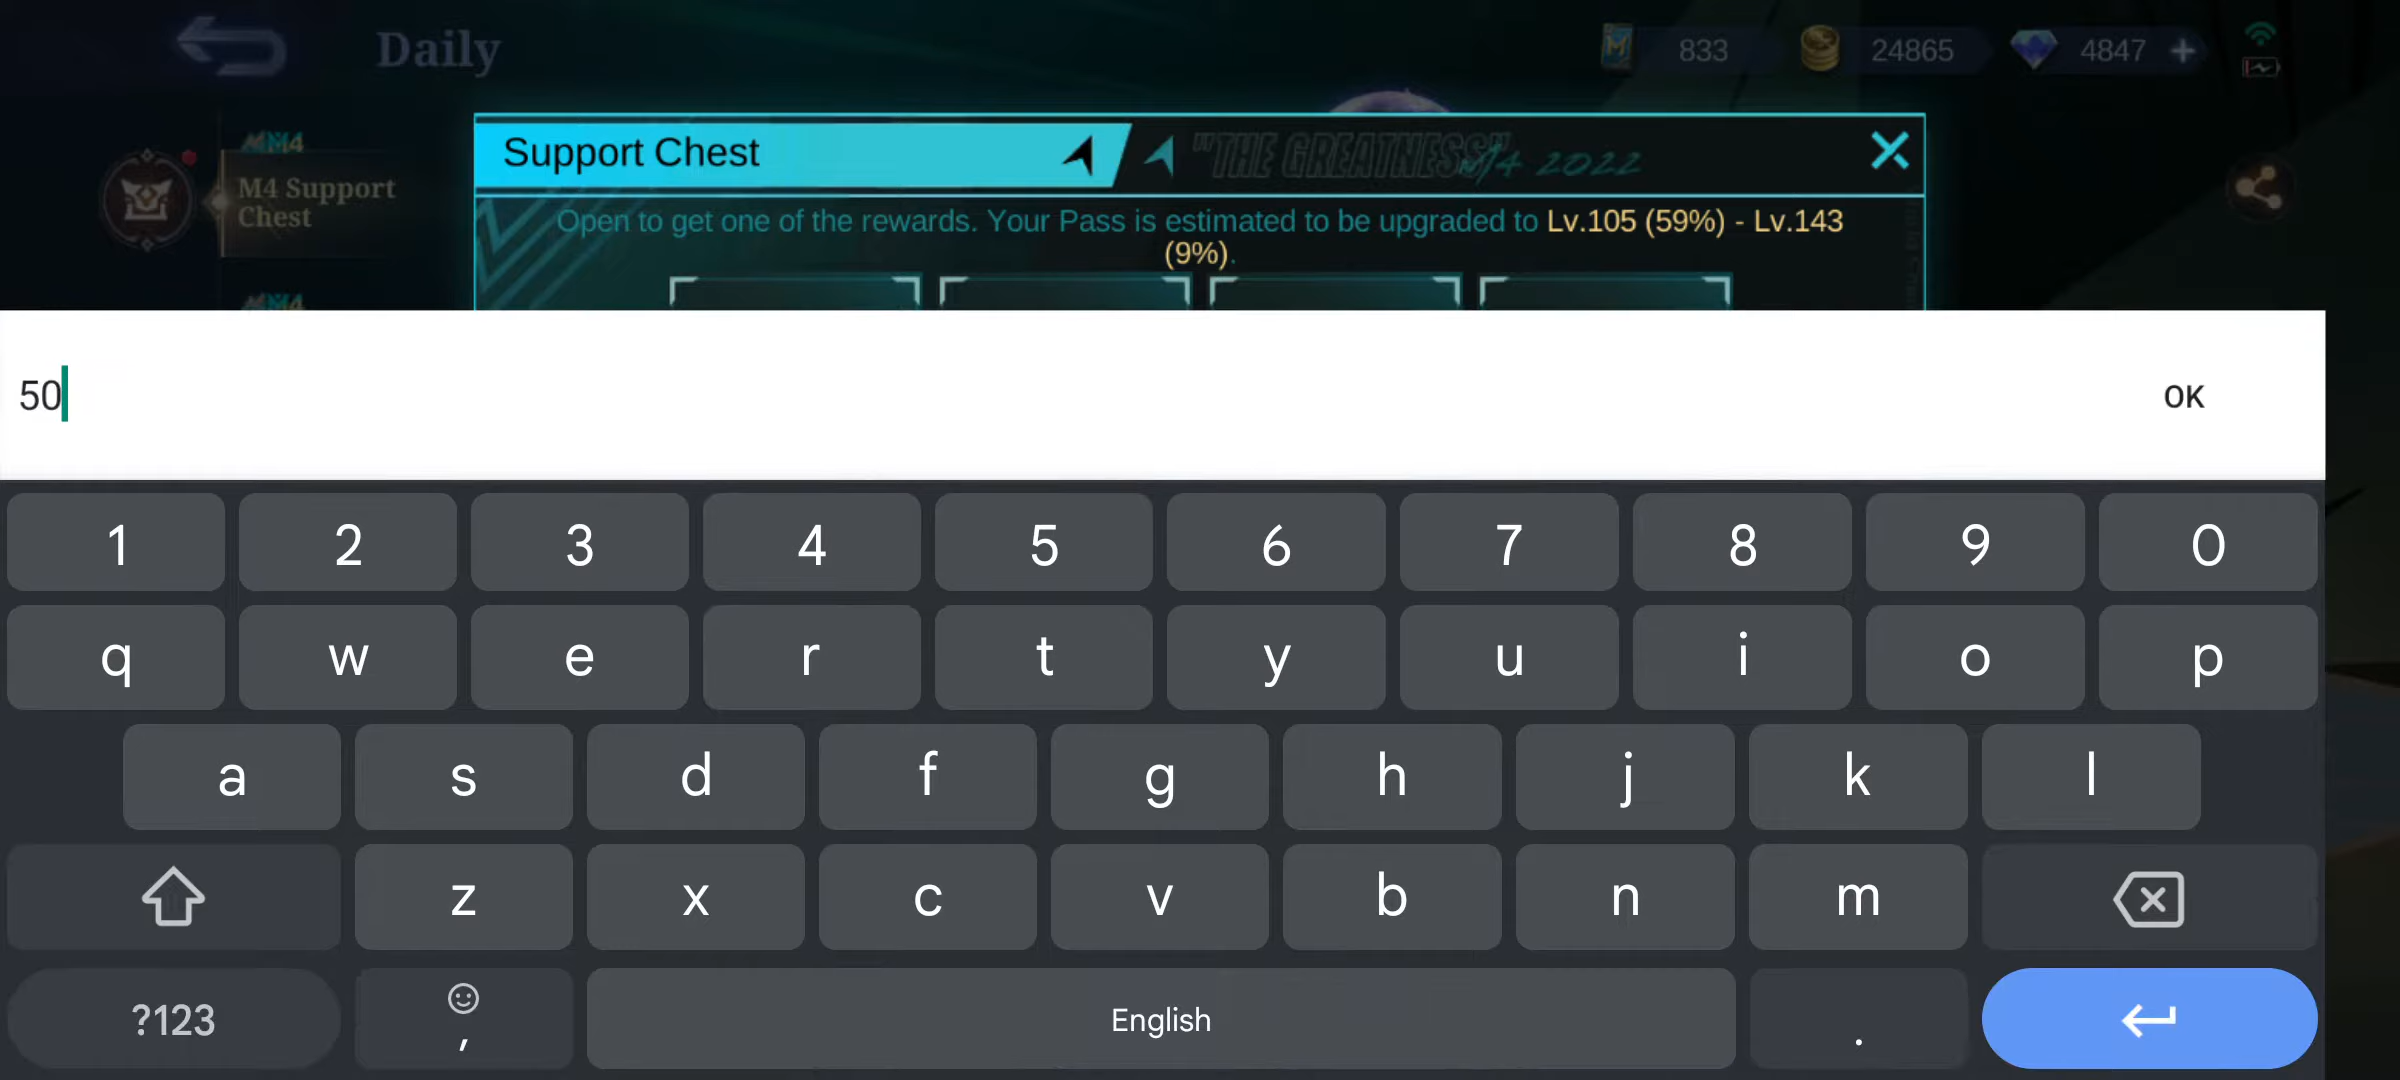 Daily
833
24865
4847
+
M4
M4 Support
Chest
M4
Support Chest
"THE GREATNESS"
M4 2022
Open to get one of the rewards. Your Pass is estimated to be upgraded to Lv.105 (59%) - Lv.143
(9%).
50
OK
1 2 3 4 5 6 7 8 9 0
q w e r t y u i o p
a s d f g h j k l
z x c v b n m
?123 , English .